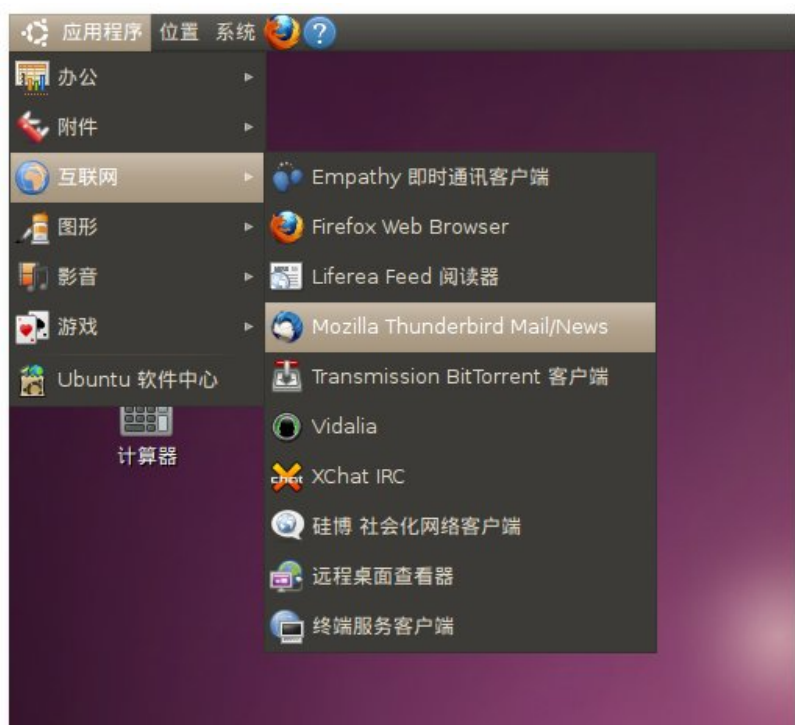 应用程序 位置 系统 ?
办公
附件
互联网
图形
影音
游戏
Ubuntu 软件中心
计算器
Empathy 即时通讯客户端
Firefox Web Browser
Liferea Feed 阅读器
Mozilla Thunderbird Mail/News
Transmission BitTorrent 客户端
Vidalia
chat XChat IRC
硅博 社会化网络客户端
远程桌面查看器
终端服务客户端